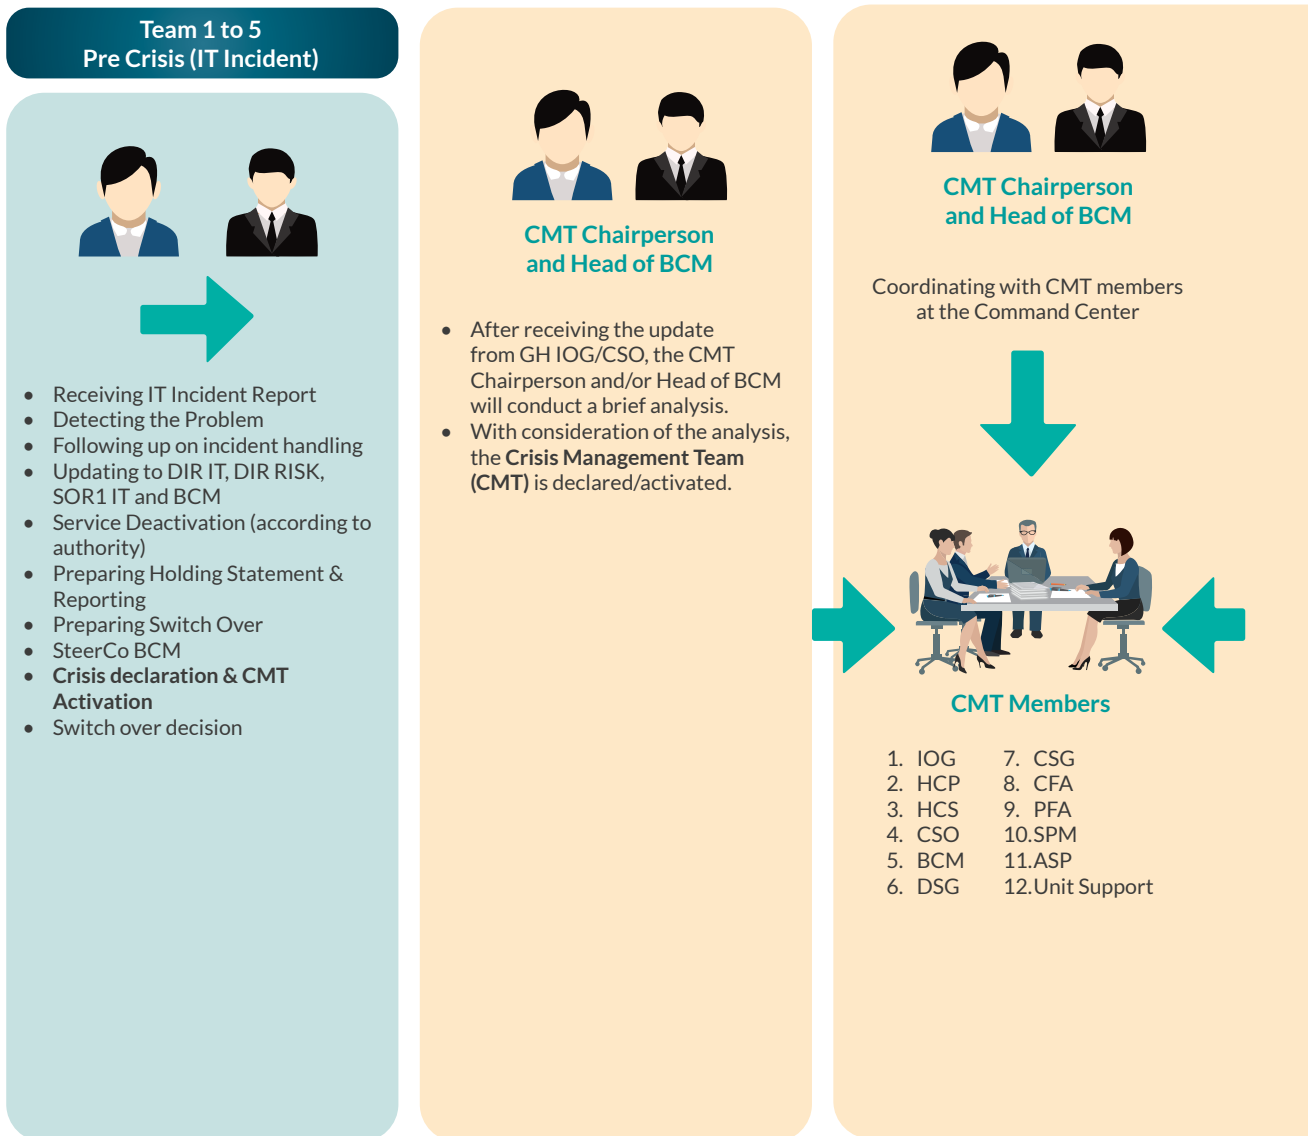 Team 1 to 5
Pre Crisis (IT Incident)
• Receiving IT Incident Report
• Detecting the Problem
• Following up on incident handling
• Updating to DIR IT, DIR RISK,
SOR1 IT and BCM
• Service Deactivation (according to
authority)
• Preparing Holding Statement &
Reporting
• Preparing Switch Over
• SteerCo BCM
• Crisis declaration & CMT
Activation
• Switch over decision
CMT Chairperson
and Head of BCM
• After receiving the update
from GH IOG/CSO, the CMT
Chairperson and/or Head of BCM
will conduct a brief analysis.
• With consideration of the analysis,
the Crisis Management Team
(CMT) is declared/activated.
CMT Chairperson
and Head of BCM
Coordinating with CMT members
at the Command Center
CMT Members
1. IOG
2. HCP
3. HCS
4. CSO
5. BCM
6. DSG
7. CSG
8. CFA
9. PFA
10.SPM
11.ASP
12.Unit Support